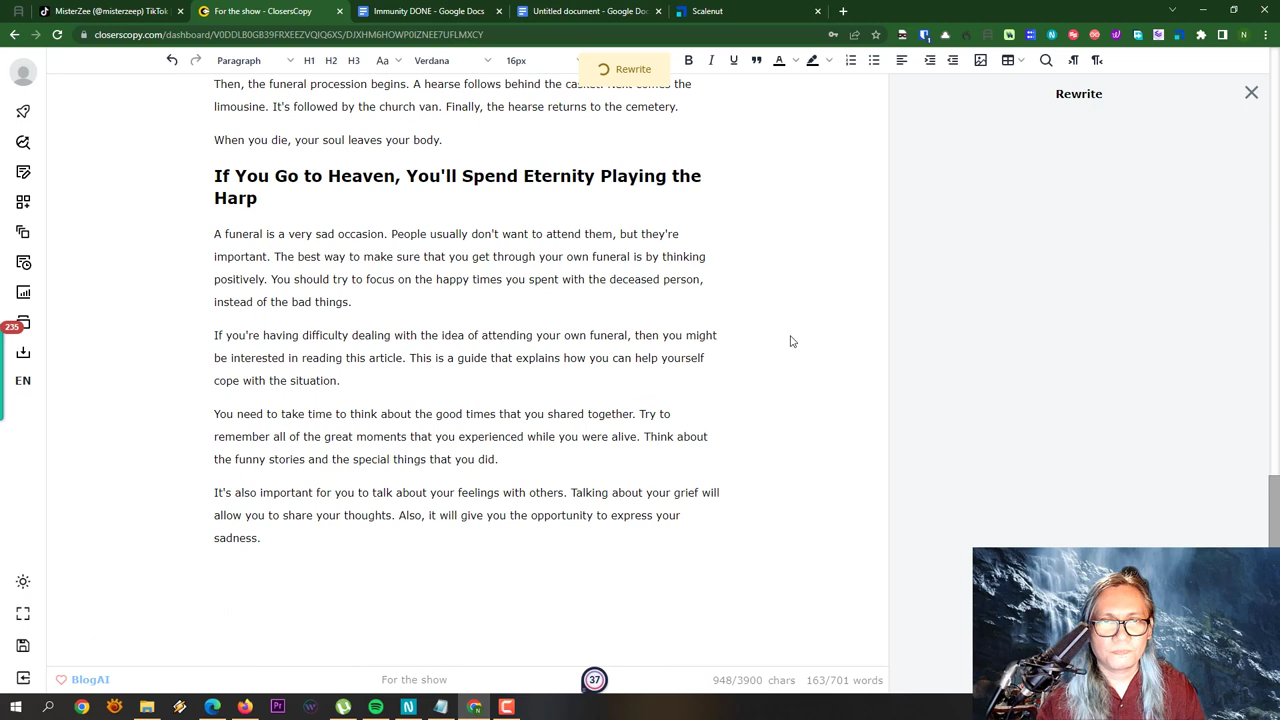 MisterZee (@misterzeep) TikTok
For the show - ClosersCopy
Immunity DONE - Google Docs
Untitled document - Google Doc
Scalenut
closerscopy.com/dashboard/V0DDLB0GB39FRXEEZVQIQ6XS/DJXHM6HOWP0IZNEE7UFLMXCY
Paragraph H1 H2 H3 Aa Verdana 16px B I U A
Rewrite
Rewrite
Then, the funeral procession begins. A hearse follows behind the casket. Next comes the
limousine. It's followed by the church van. Finally, the hearse returns to the cemetery.
When you die, your soul leaves your body.
If You Go to Heaven, You'll Spend Eternity Playing the
Harp
A funeral is a very sad occasion. People usually don't want to attend them, but they're
important. The best way to make sure that you get through your own funeral is by thinking
positively. You should try to focus on the happy times you spent with the deceased person,
instead of the bad things.
If you're having difficulty dealing with the idea of attending your own funeral, then you might
be interested in reading this article. This is a guide that explains how you can help yourself
cope with the situation.
You need to take time to think about the good times that you shared together. Try to
remember all of the great moments that you experienced while you were alive. Think about
the funny stories and the special things that you did.
It's also important for you to talk about your feelings with others. Talking about your grief will
allow you to share your thoughts. Also, it will give you the opportunity to express your
sadness.
235
EN
BlogAI
For the show
37
948/3900 chars
163/701 words